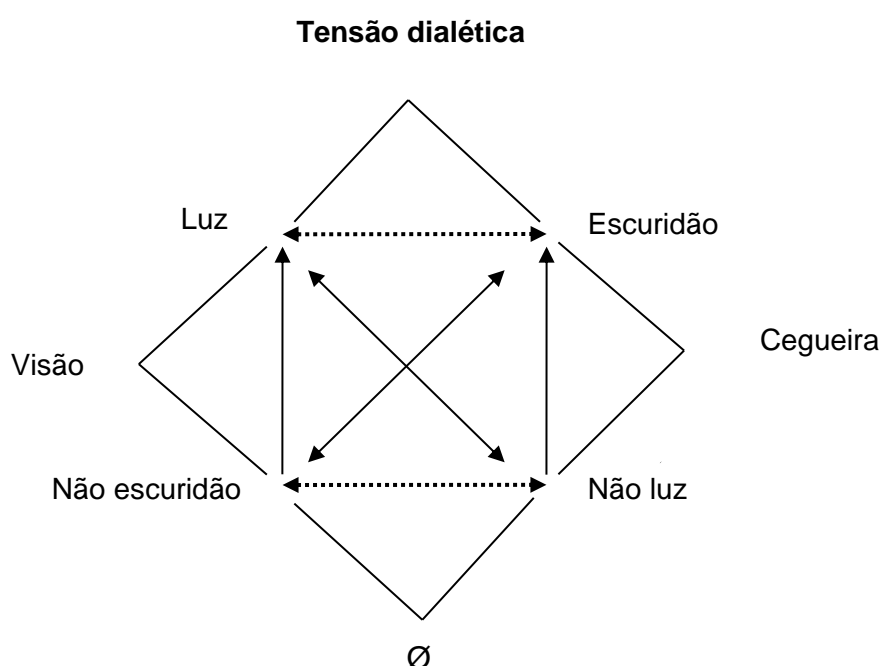 Tensão dialética
Luz
Escuridão
Visão
Cegueira
Não escuridão
Não luz
Ø